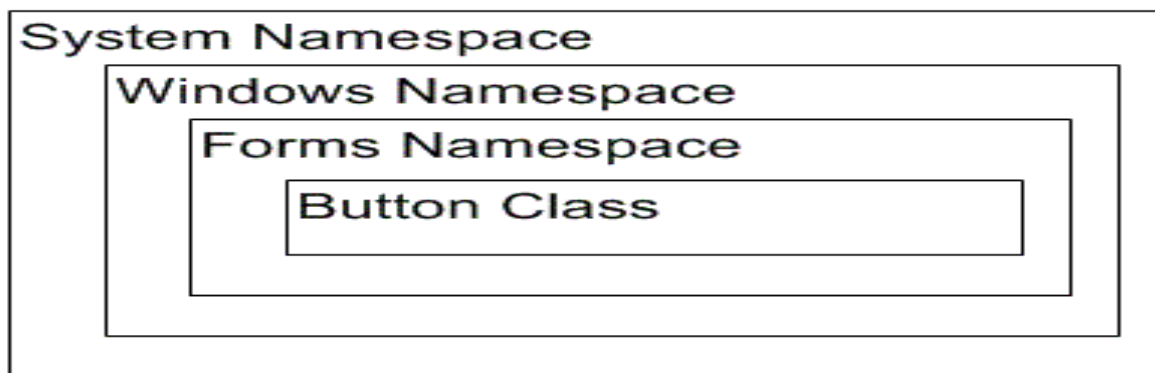 System Namespace
Windows Namespace
Forms Namespace
Button Class